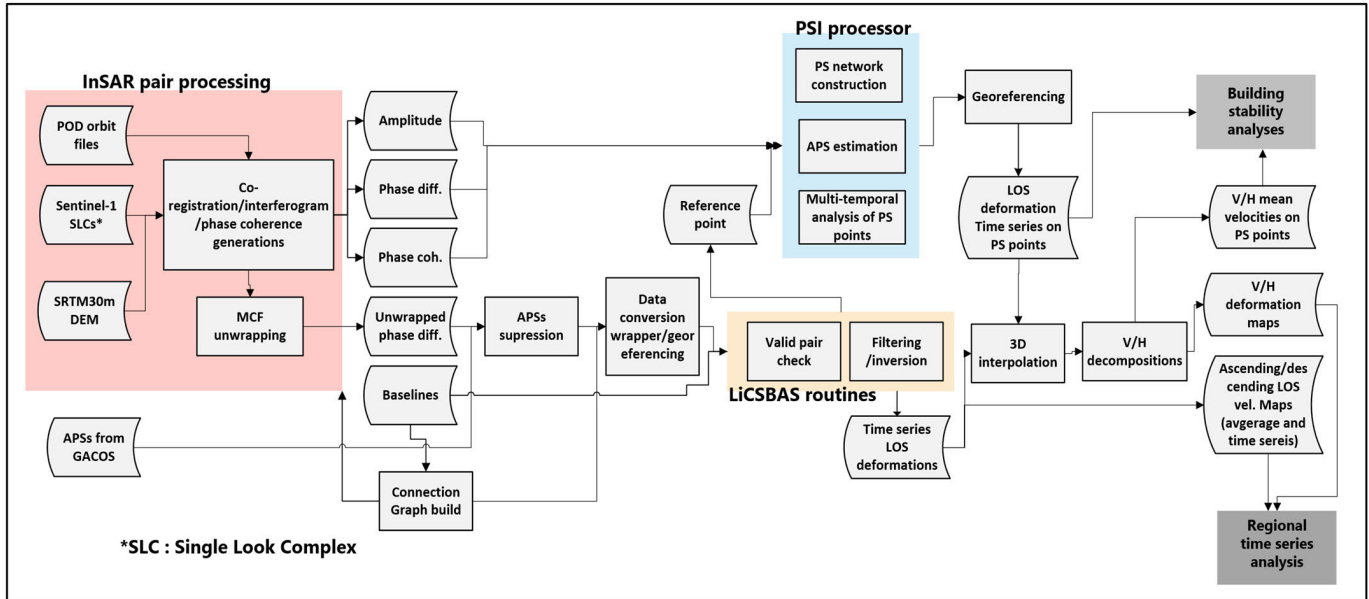 PSI processor
InSAR pair processing
POD orbit
files
Sentinel-1
SLCs*
SRTM30m
DEM
Co-
registration/interferogram
/phase coherence
generations
MCF
unwrapping
Amplitude
Phase diff.
Phase coh.
Unwrapped
phase diff.
Baselines
APSs from
GACOS
APSs
supression
Connection
Graph build
Data
conversion
wrapper/geor
eferencing
Reference
point
PS network
construction
APS estimation
Multi-temporal
analysis of PS
points
Valid pair
check
Filtering
/inversion
LiCSBAS routines
Time series
LOS
deformations
Georeferencing
LOS
deformation
Time series on
PS points
3D
interpolation
V/H
decompositions
Building
stability
analyses
V/H mean
velocities on
PS points
V/H
deformation
maps
Ascending/des
cending LOS
vel. Maps
(avgerage and
time sereis)
Regional
time series
analysis
*SLC : Single Look Complex